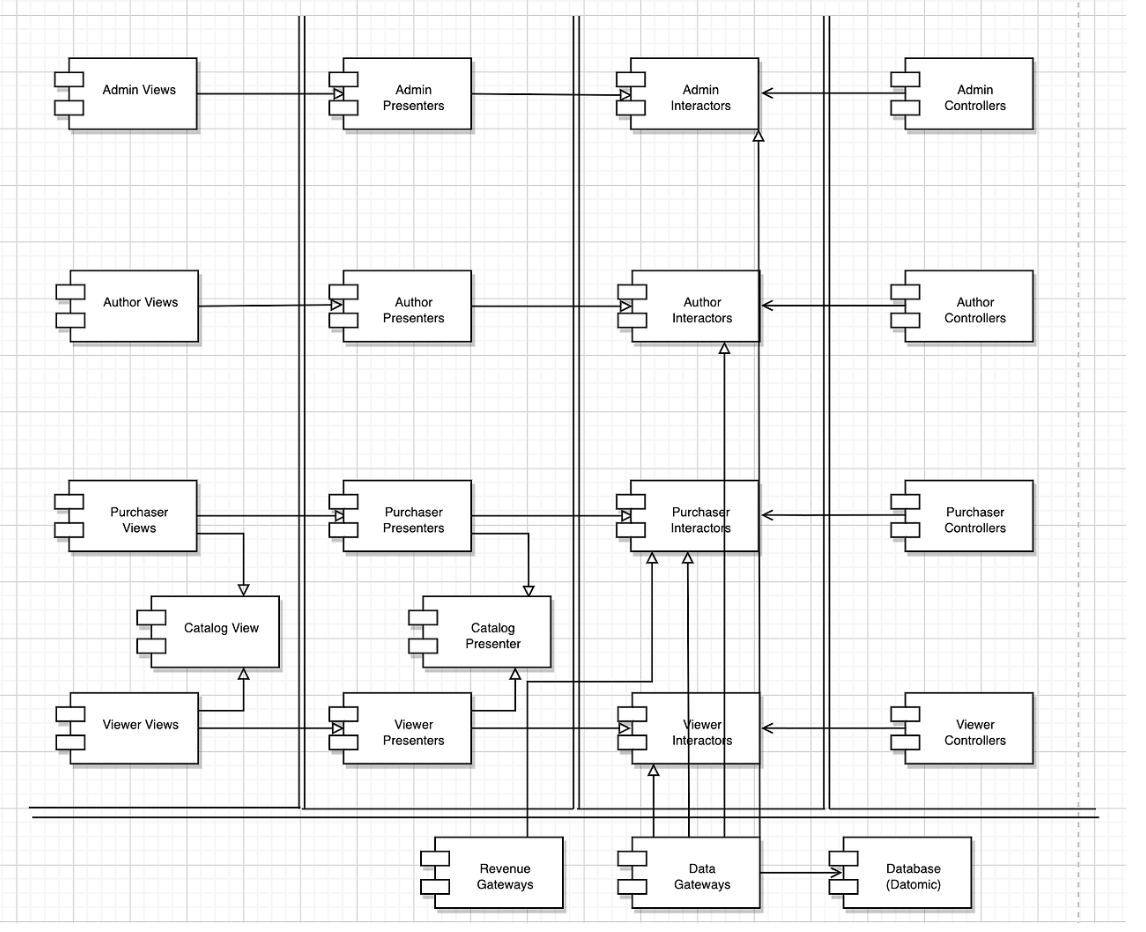 Admin Views
Admin
Presenters
Admin
Interactors
Admin
Controllers
Author Views
Author
Presenters
Author
Interactors
Author
Controllers
Purchaser
Views
Purchaser
Presenters
Purchaser
Interactors
Purchaser
Controllers
Catalog View
Catalog
Presenter
Viewer Views
Viewer
Presenters
Viewer
Interactors
Viewer
Controllers
Revenue
Gateways
Data
Gateways
Database
(Datomic)